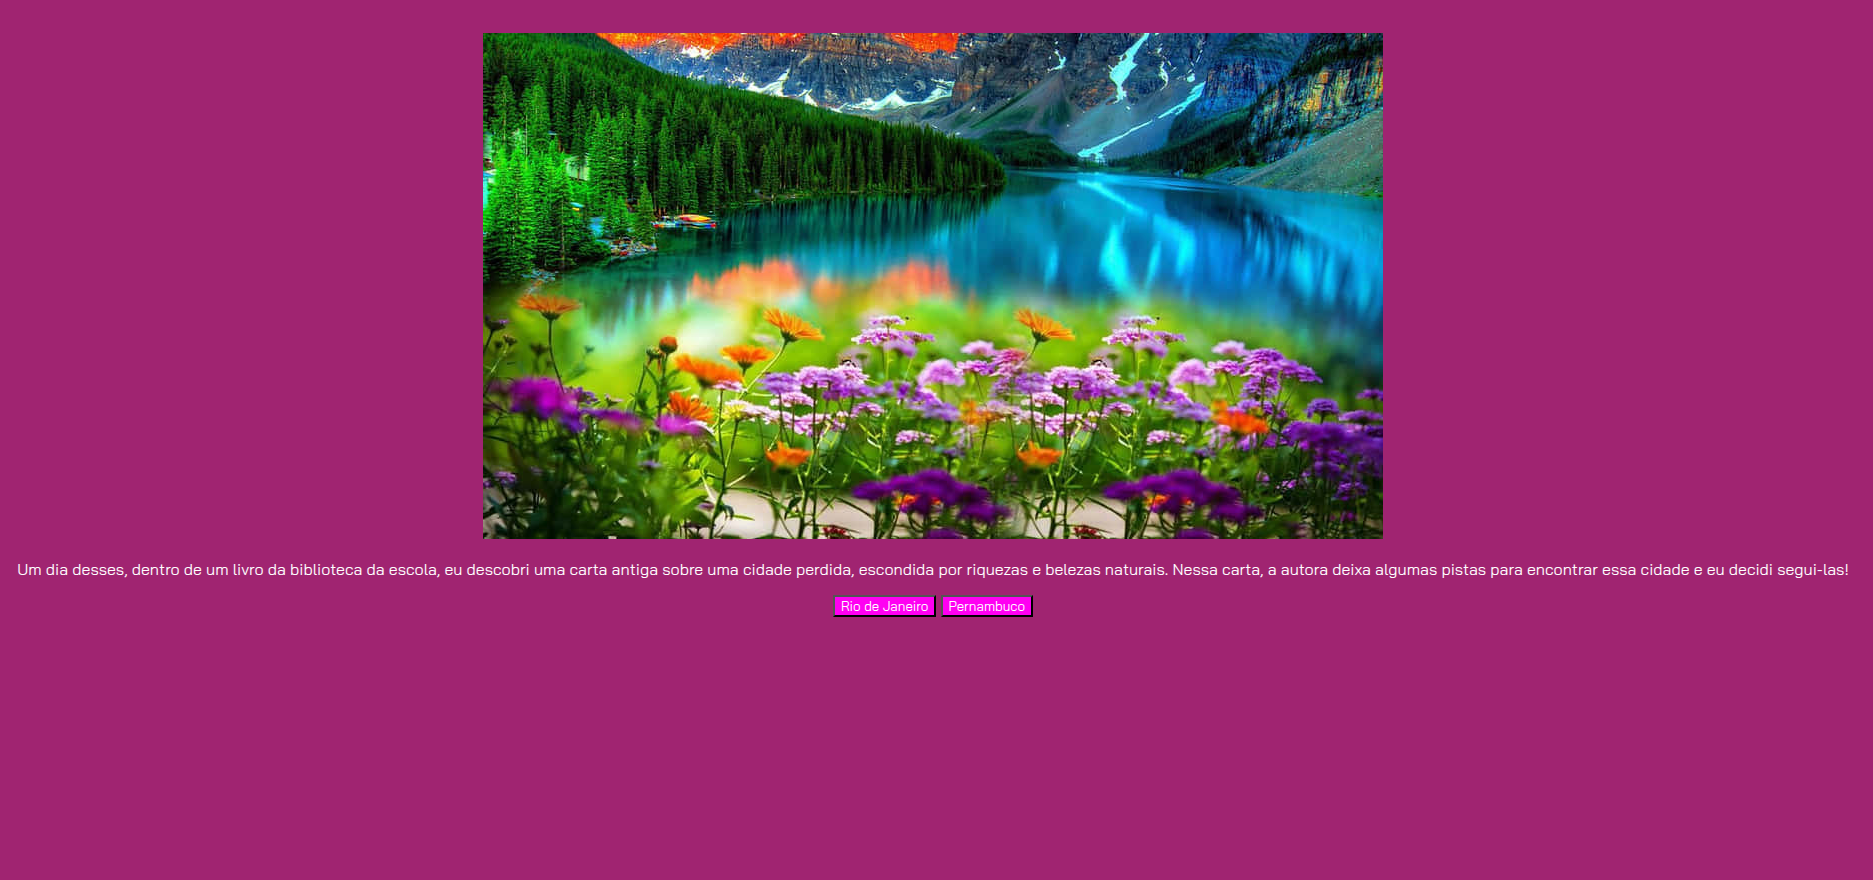 Um dia desses, dentro de um livro da biblioteca da escola, eu descobri uma carta antiga sobre uma cidade perdida, escondida por riquezas e belezas naturais. Nessa carta, a autora deixa algumas pistas para encontrar essa cidade e eu decidi segui-las!
Rio de Janeiro Pernambuco